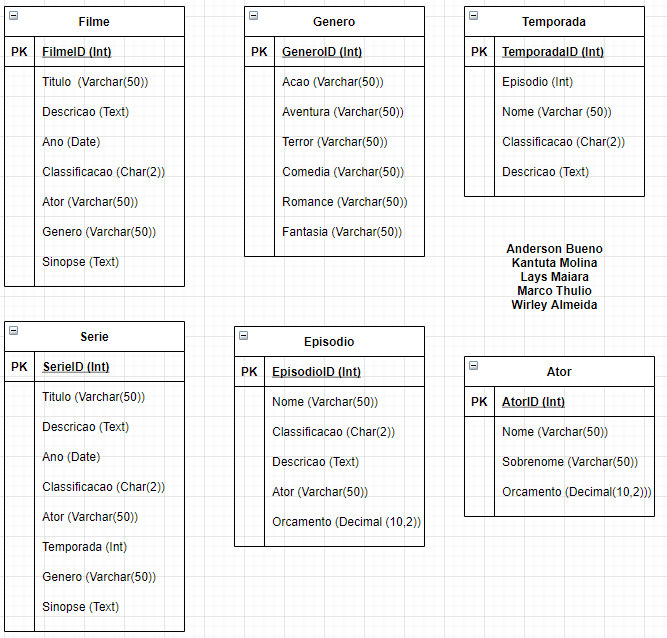 Filme
PK FilmeID (Int)
Titulo (Varchar(50))
Descricao (Text)
Ano (Date)
Classificacao (Char(2))
Ator (Varchar(50))
Genero (Varchar(50))
Sinopse (Text)
Genero
PK GeneroID (Int)
Acao (Varchar(50))
Aventura (Varchar(50))
Terror (Varchar(50))
Comedia (Varchar(50))
Romance (Varchar(50))
Fantasia (Varchar(50))
Temporada
PK TemporadaID (Int)
Episodio (Int)
Nome (Varchar (50))
Classificacao (Char(2))
Descricao (Text)
Anderson Bueno
Kantuta Molina
Lays Maiara
Marco Thulio
Wirley Almeida
Serie
PK SerieID (Int)
Titulo (Varchar(50))
Descricao (Text)
Ano (Date)
Classificacao (Char(2))
Ator (Varchar(50))
Temporada (Int)
Genero (Varchar(50))
Sinopse (Text)
Episodio
PK EpisodioID (Int)
Nome (Varchar(50))
Classificacao (Char(2))
Descricao (Text)
Ator (Varchar(50))
Orcamento (Decimal (10,2))
Ator
PK AtorID (Int)
Nome (Varchar(50))
Sobrenome (Varchar(50))
Orcamento (Decimal(10,2)))